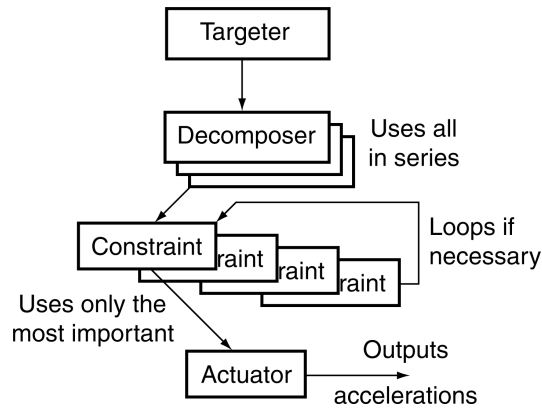 Targeter
Decomposer
Uses all
in series
Constraint
raint
raint
raint
Loops if
necessary
Uses only the
most important
Actuator
Outputs
accelerations